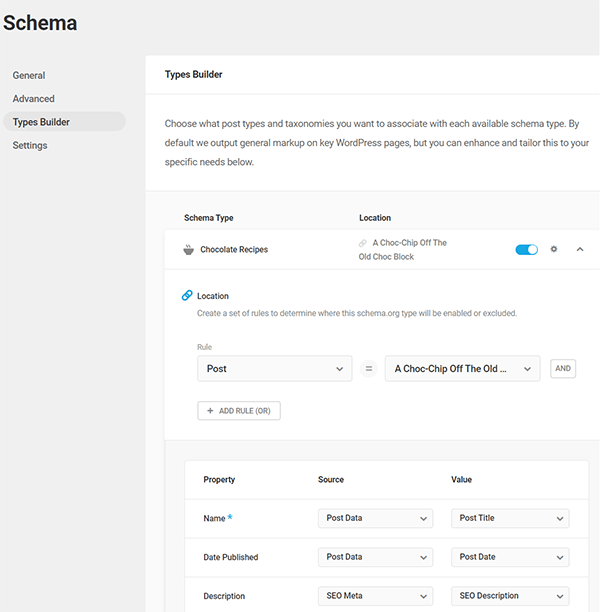 Schema
General
Advanced
Types Builder
Settings
Types Builder
Choose what post types and taxonomies you want to associate with each available schema type. By
default we output general markup on key WordPress pages, but you can enhance and tailor this to your
specific needs below.
Schema Type Location
Chocolate Recipes
A Choc-Chip Off The
Old Choc Block
Location
Create a set of rules to determine where this schema.org type will be enabled or excluded.
Rule
Post = A Choc-Chip Off The Old ... AND
+ ADD RULE (OR)
Property Source Value
Name * Post Data Post Title
Date Published Post Data Post Date
Description SEO Meta SEO Description